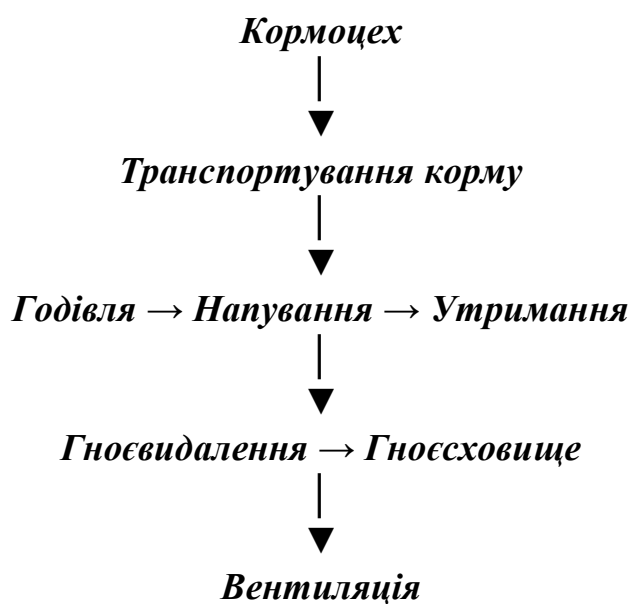 Кормоцех
Транспортування корму
Годівля → Напування → Утримання
Гноєвидалення → Гноєсховище
Вентиляція